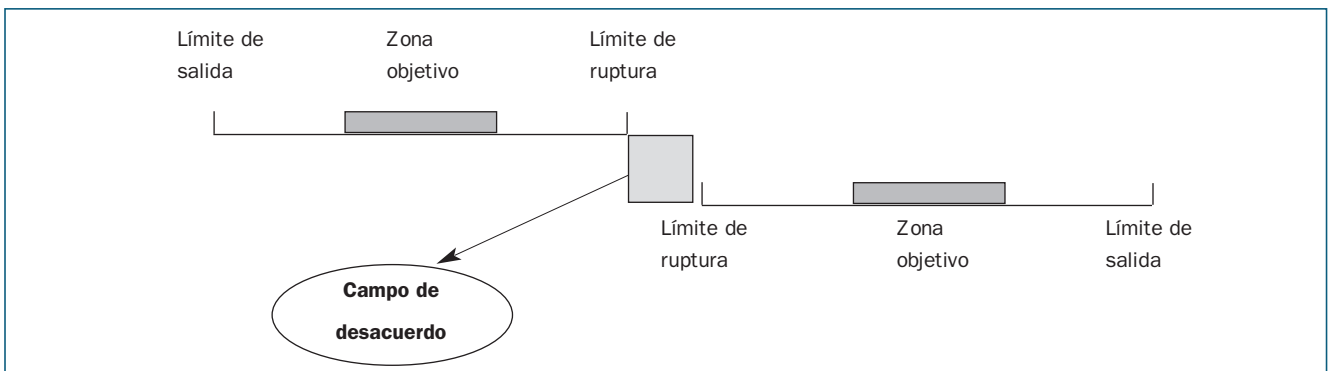 Límite de
salida
Zona
objetivo
Límite de
ruptura
Límite de
ruptura
Zona
objetivo
Límite de
salida
Campo de
desacuerdo